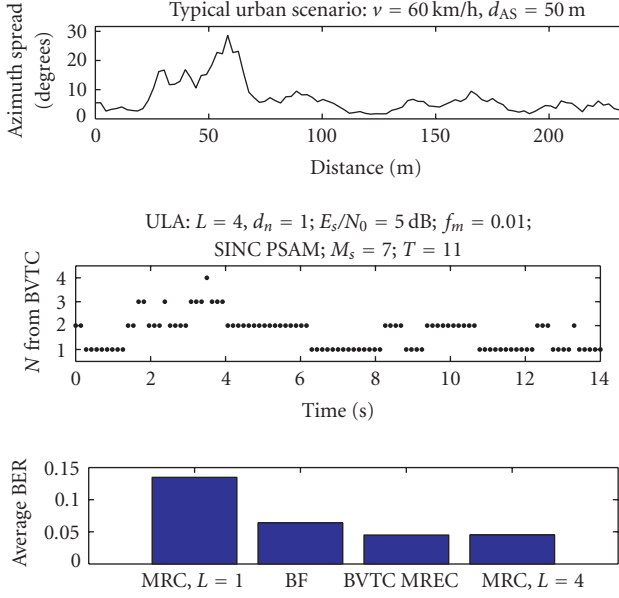 Typical urban scenario: v = 60 km/h, d_AS = 50 m
Azimuth spread
(degrees)
30
20
10
0
0 50 100 150 200
Distance (m)
ULA: L = 4, d_n = 1; E_s/N_0 = 5 dB; f_m = 0.01;
SINC PSAM; M_s = 7; T = 11
N from BVTC
4
3
2
1
0 2 4 6 8 10 12 14
Time (s)
Average BER
0.15
0.1
0.05
0
MRC, L = 1 BF BVTC MREC MRC, L = 4